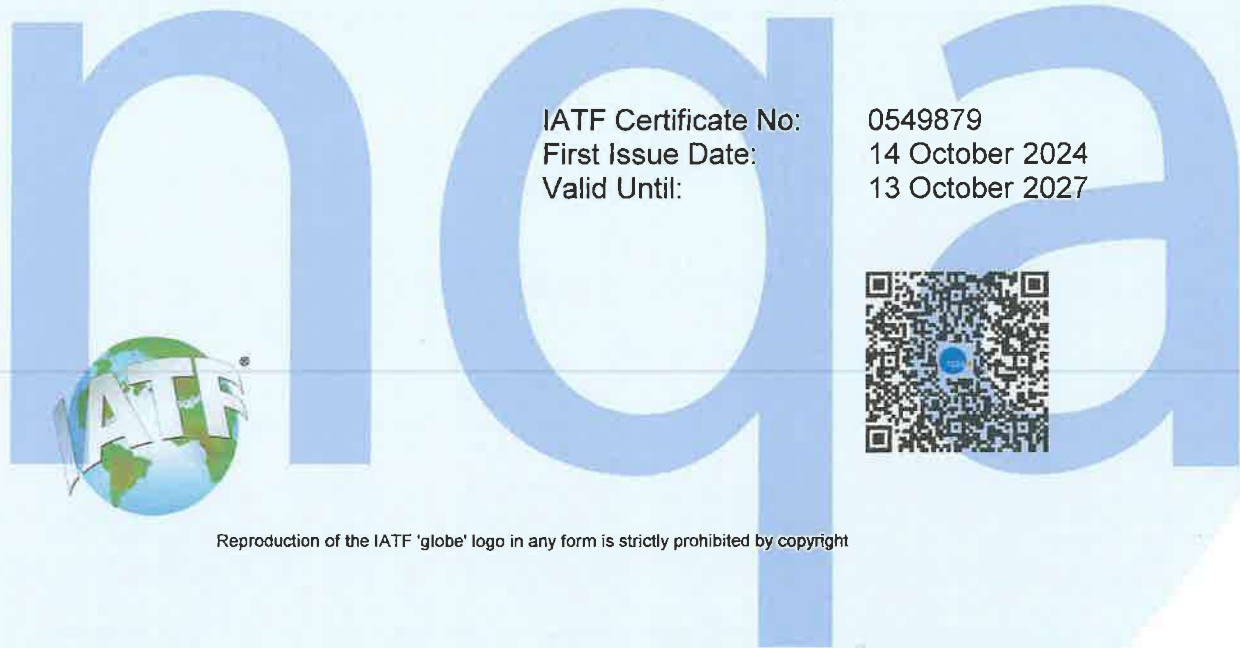 nqa
IATF Certificate No: 0549879
First Issue Date: 14 October 2024
Valid Until: 13 October 2027
IATF®
Reproduction of the IATF 'globe' logo in any form is strictly prohibited by copyright